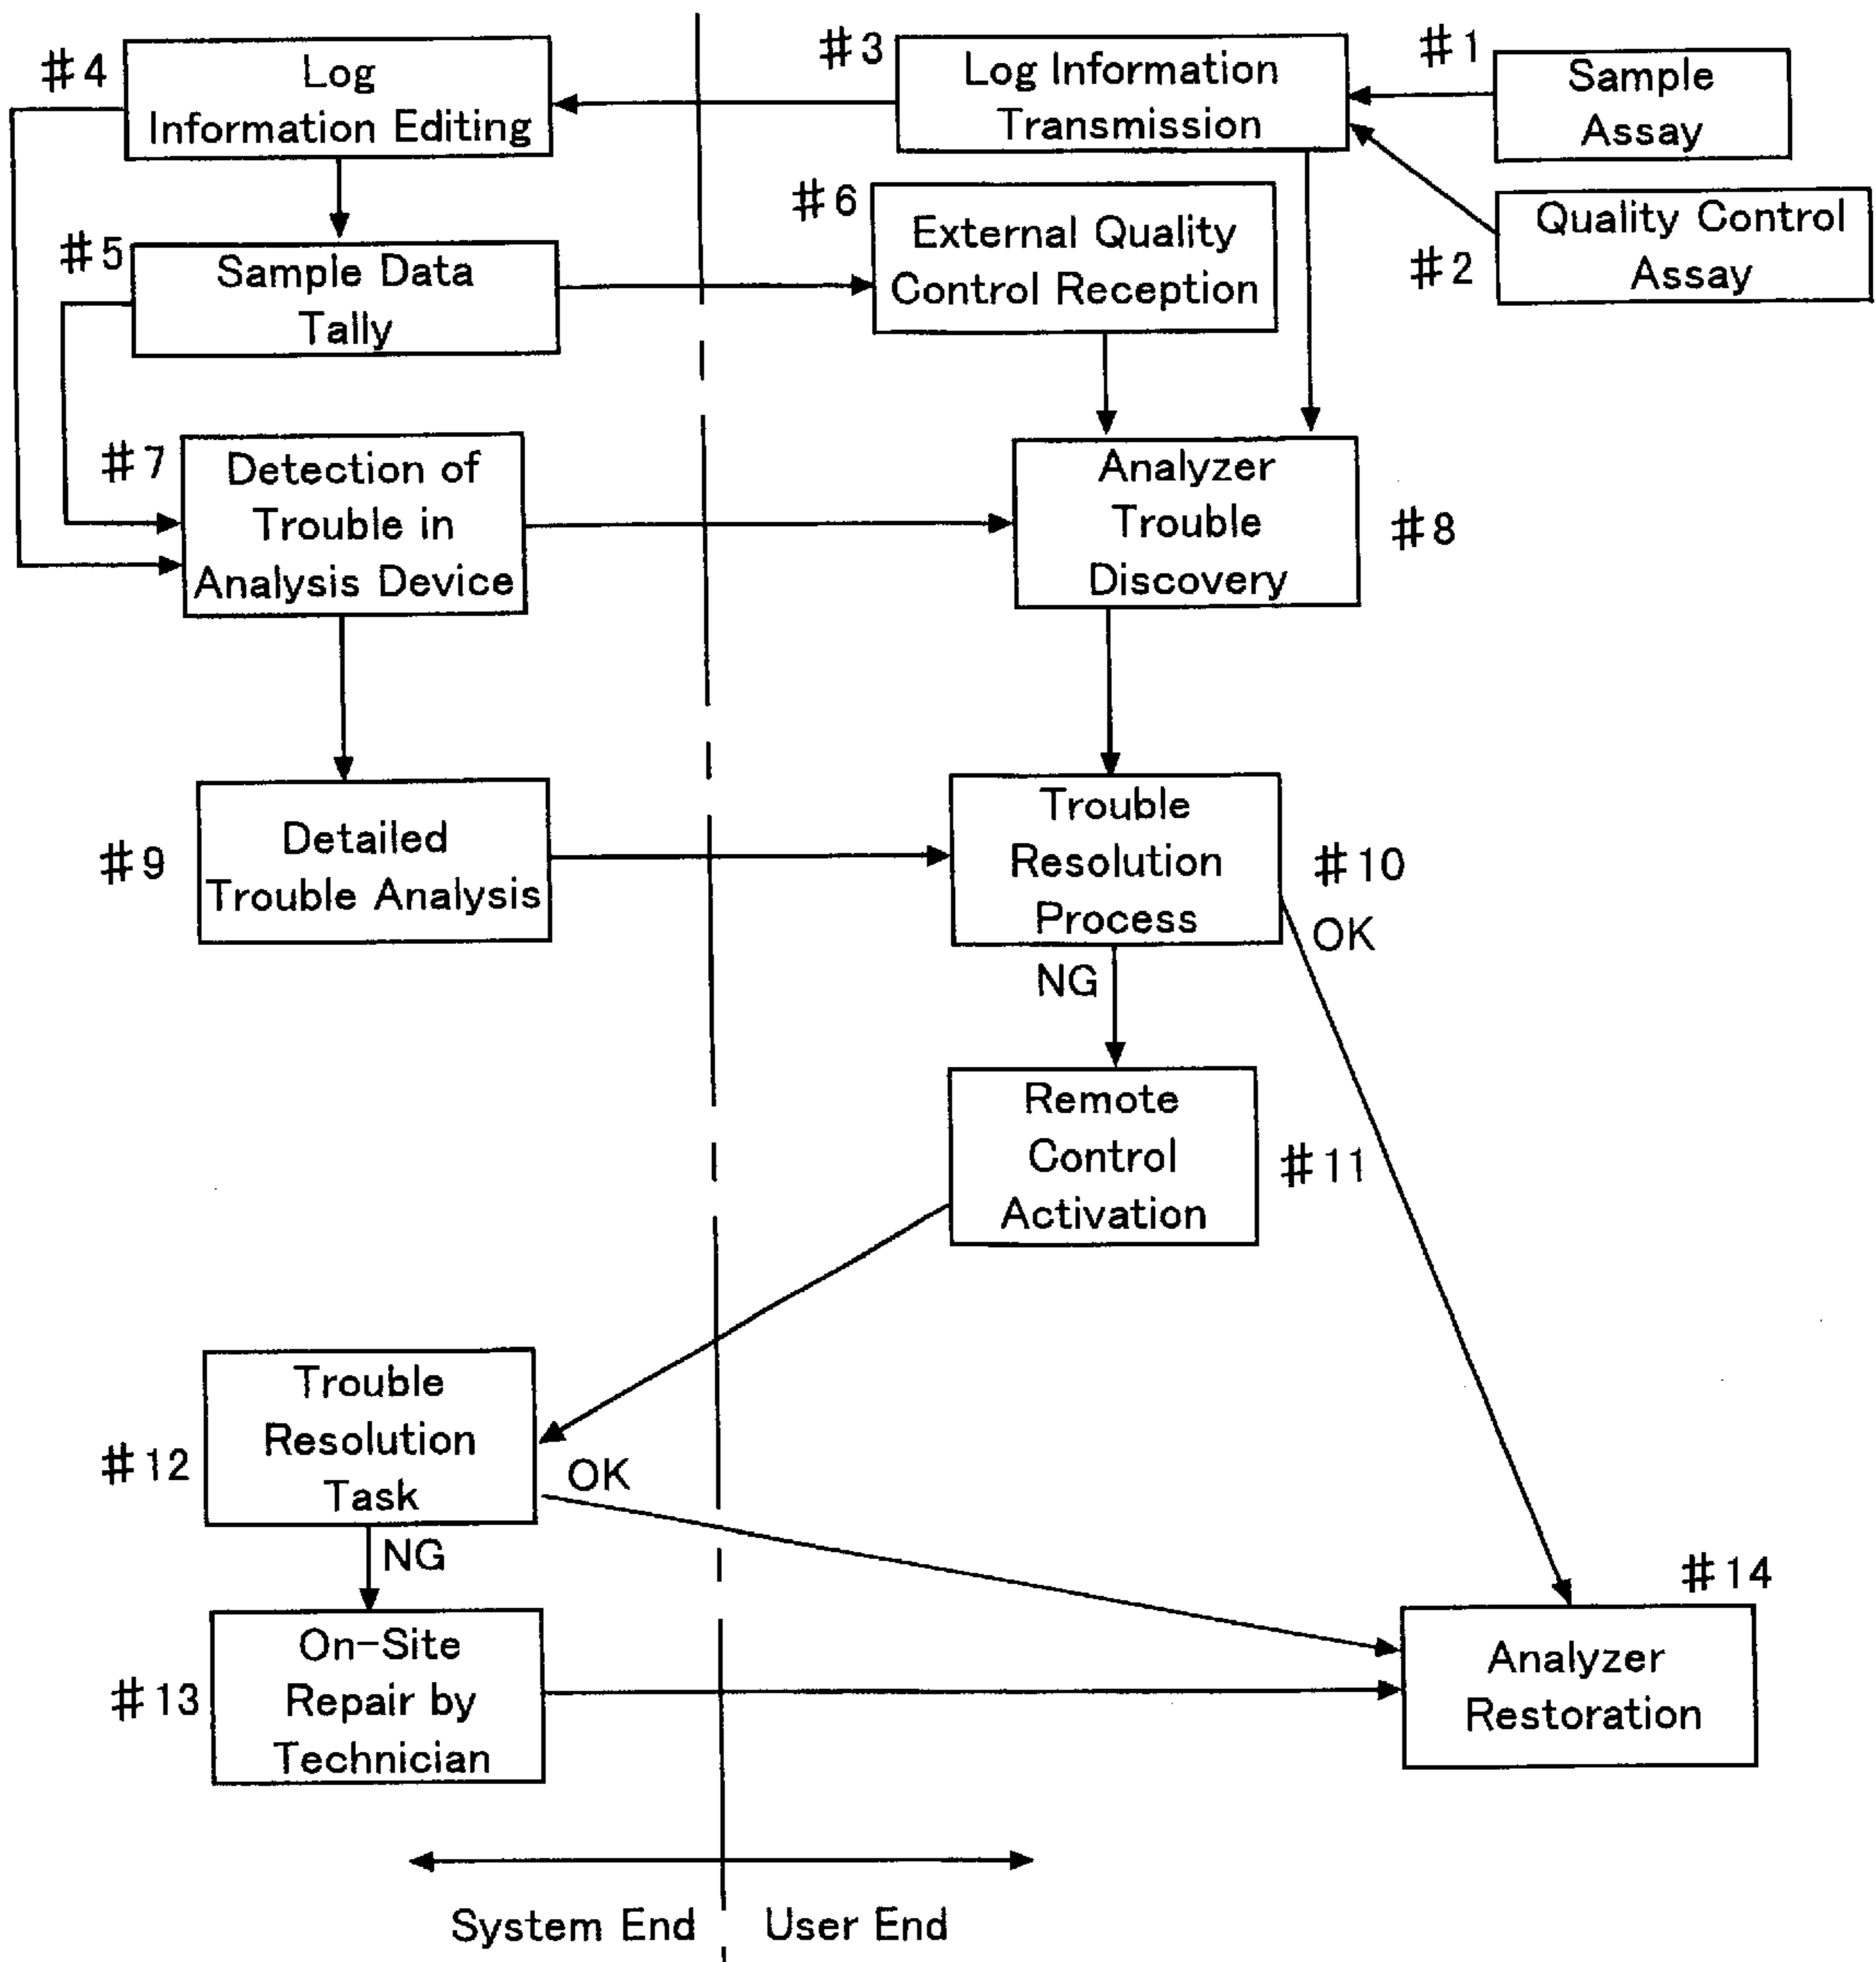 #4
Log
Information Editing
#3
Log Information
Transmission
#1
Sample
Assay
#2
Quality Control
Assay
#5
Sample Data
Tally
#6
External Quality
Control Reception
#7
Detection of
Trouble in
Analysis Device
Analyzer
Trouble
Discovery
#8
#9
Detailed
Trouble Analysis
Trouble
Resolution
Process
#10
OK
NG
Remote
Control
Activation
#11
#12
Trouble
Resolution
Task
OK
NG
#13
On-Site
Repair by
Technician
#14
Analyzer
Restoration
System End
User End